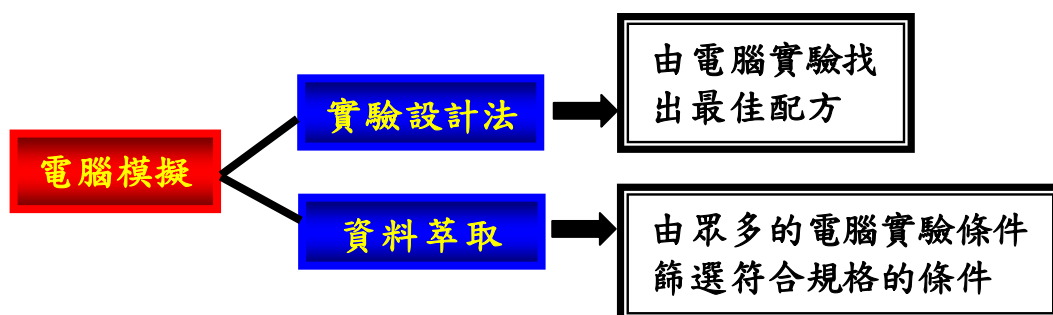 電腦模擬
實驗設計法
由電腦實驗找
出最佳配方
資料萃取
由眾多的電腦實驗條件
篩選符合規格的條件